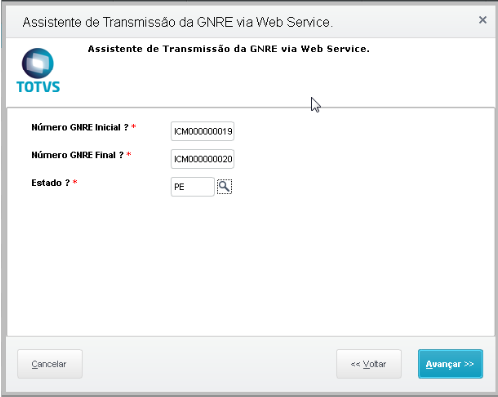 Assistente de Transmissão da GNRE via Web Service.
×
Assistente de Transmissão da GNRE via Web Service.
TOTVS
Número GNRE Inicial ? * ICM000000019
Número GNRE Final ? * ICM000000020
Estado ? * PE
Cancelar << Voltar Avançar >>